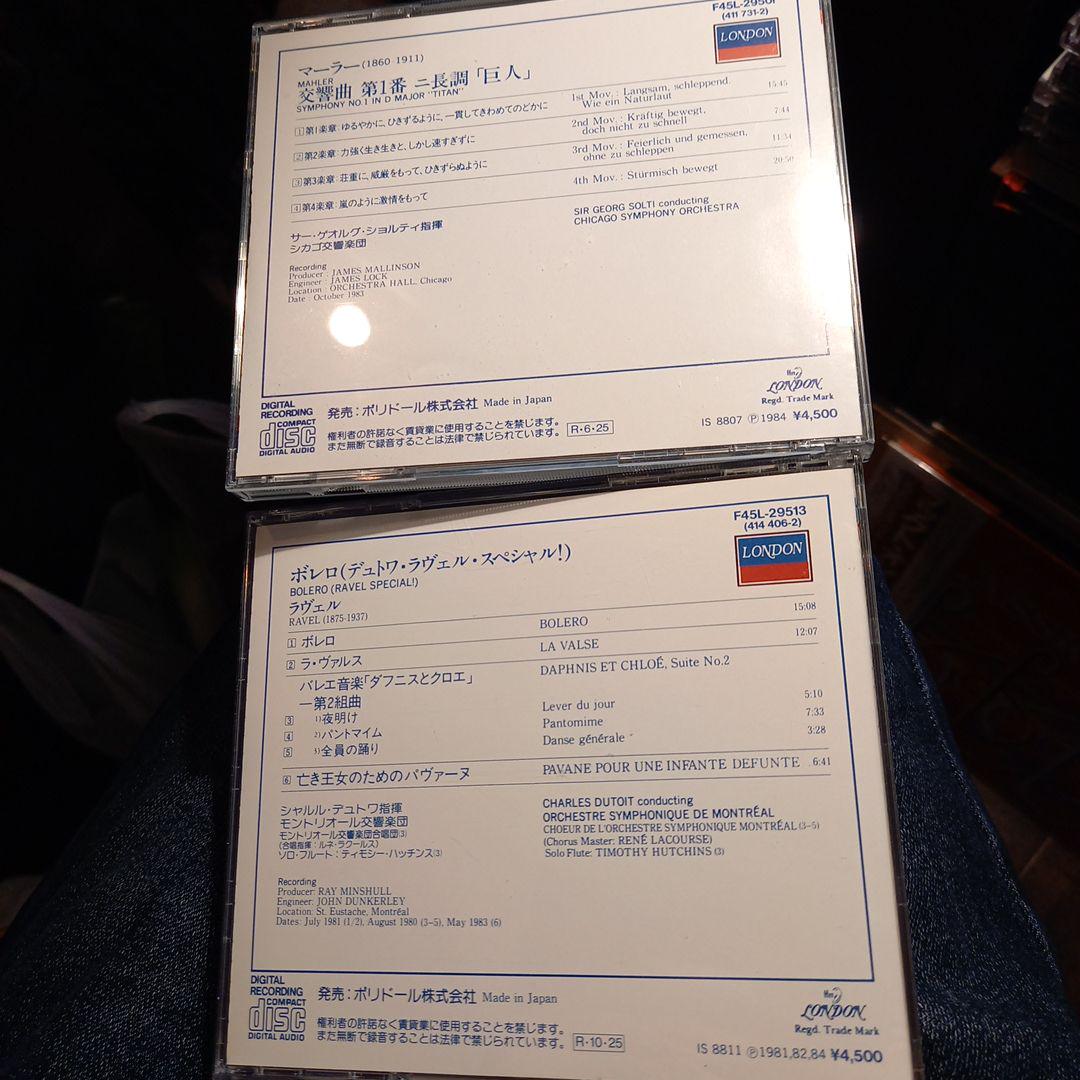 F45L-29501
(411 731-2)
LONDON
マーラー(1860-1911)
MAHLER
交響曲 第1番 ニ長調「巨人」
SYMPHONY NO.1 IN D MAJOR "TITAN"
1 第1楽章:ゆるやかに、ひきずるように、一貫してきわめてのどかに
1st Mov.: Langsam, schleppend. 15:45
Wie ein Naturlaut
2 第2楽章:力強く生き生きと、しかし速すぎずに
2nd Mov.: Kräftig bewegt, 7:44
doch nicht zu schnell
3 第3楽章:荘重に、威厳をもって、ひきずらぬように
3rd Mov.: Feierlich und gemessen, 11:34
ohne zu schleppen
4 第4楽章:嵐のように激情をもって
4th Mov.: Stürmisch bewegt 20:50
サー・ゲオルグ・ショルティ指揮
シカゴ交響楽団
SIR GEORG SOLTI conducting
CHICAGO SYMPHONY ORCHESTRA
Recording
Producer : JAMES MALLINSON
Engineer : JAMES LOCK
Location : ORCHESTRA HALL, Chicago
Date : October 1983
DIGITAL
RECORDING
COMPACT
disc
DIGITAL AUDIO
発売:ポリドール株式会社 Made in Japan
権利者の許諾なく賃貸業に使用することを禁じます。
また無断で録音することは法律で禁じられています。 R・6・25
ffrr
LONDON
Regd. Trade Mark
IS 8807 Ⓟ1984 ¥4,500
F45L-29513
(414 406-2)
LONDON
ボレロ(デュトワ・ラヴェル・スペシャル!)
BOLERO (RAVEL SPECIAL!)
ラヴェル
RAVEL (1875-1937)
1 ボレロ BOLERO 15:08
2 ラ・ヴァルス LA VALSE 12:07
バレエ音楽「ダフニスとクロエ」 DAPHNIS ET CHLOÉ, Suite No.2
—第2組曲
3 1)夜明け Lever du jour 5:10
4 2)パントマイム Pantomime 7:33
5 3)全員の踊り Danse générale 3:28
6 亡き王女のためのパヴァーヌ PAVANE POUR UNE INFANTE DEFUNTE 6:41
シャルル・デュトワ指揮
モントリオール交響楽団
モントリオール交響楽団合唱団(3)
(合唱指揮:ルネ・ラクールス)
ソロ・フルート:ティモシー・ハッチンス(3)
CHARLES DUTOIT conducting
ORCHESTRE SYMPHONIQUE DE MONTRÉAL
CHOEUR DE L'ORCHESTRE SYMPHONIQUE MONTRÉAL (3-5)
(Chorus Master: RENÉ LACOURSE)
Solo Flute: TIMOTHY HUTCHINS (3)
Recording
Producer: RAY MINSHULL
Engineer: JOHN DUNKERLEY
Location: St. Eustache, Montréal
Dates: July 1981 (1/2), August 1980 (3-5), May 1983 (6)
DIGITAL
RECORDING
COMPACT
disc
DIGITAL AUDIO
発売:ポリドール株式会社 Made in Japan
権利者の許諾なく賃貸業に使用することを禁じます。
また無断で録音することは法律で禁じられています。 R・10・25
ffrr
LONDON
Regd. Trade Mark
IS 8811 Ⓟ1981,82,84 ¥4,500